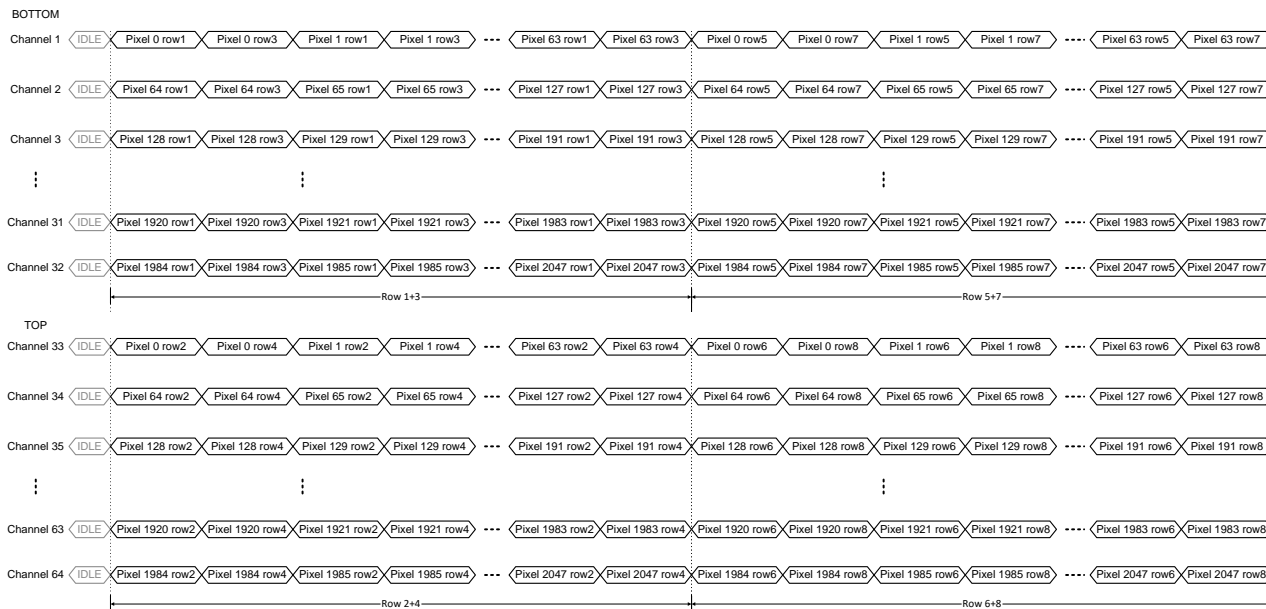 BOTTOM
Channel 1 IDLE Pixel 0 row1 Pixel 0 row3 Pixel 1 row1 Pixel 1 row3 Pixel 63 row1 Pixel 63 row3 Pixel 0 row5 Pixel 0 row7 Pixel 1 row5 Pixel 1 row7 Pixel 63 row5 Pixel 63 row7
Channel 2 IDLE Pixel 64 row1 Pixel 64 row3 Pixel 65 row1 Pixel 65 row3 Pixel 127 row1 Pixel 127 row3 Pixel 64 row5 Pixel 64 row7 Pixel 65 row5 Pixel 65 row7 Pixel 127 row5 Pixel 127 row7
Channel 3 IDLE Pixel 128 row1 Pixel 128 row3 Pixel 129 row1 Pixel 129 row3 Pixel 191 row1 Pixel 191 row3 Pixel 128 row5 Pixel 128 row7 Pixel 129 row5 Pixel 129 row7 Pixel 191 row5 Pixel 191 row7
Channel 31 IDLE Pixel 1920 row1 Pixel 1920 row3 Pixel 1921 row1 Pixel 1921 row3 Pixel 1983 row1 Pixel 1983 row3 Pixel 1920 row5 Pixel 1920 row7 Pixel 1921 row5 Pixel 1921 row7 Pixel 1983 row5 Pixel 1983 row7
Channel 32 IDLE Pixel 1984 row1 Pixel 1984 row3 Pixel 1985 row1 Pixel 1985 row3 Pixel 2047 row1 Pixel 2047 row3 Pixel 1984 row5 Pixel 1984 row7 Pixel 1985 row5 Pixel 1985 row7 Pixel 2047 row5 Pixel 2047 row7
Row 1+3 Row 5+7
TOP
Channel 33 IDLE Pixel 0 row2 Pixel 0 row4 Pixel 1 row2 Pixel 1 row4 Pixel 63 row2 Pixel 63 row4 Pixel 0 row6 Pixel 0 row8 Pixel 1 row6 Pixel 1 row8 Pixel 63 row6 Pixel 63 row8
Channel 34 IDLE Pixel 64 row2 Pixel 64 row4 Pixel 65 row2 Pixel 65 row4 Pixel 127 row2 Pixel 127 row4 Pixel 64 row6 Pixel 64 row8 Pixel 65 row6 Pixel 65 row8 Pixel 127 row6 Pixel 127 row8
Channel 35 IDLE Pixel 128 row2 Pixel 128 row4 Pixel 129 row2 Pixel 129 row4 Pixel 191 row2 Pixel 191 row4 Pixel 128 row6 Pixel 128 row8 Pixel 129 row6 Pixel 129 row8 Pixel 191 row6 Pixel 191 row8
Channel 63 IDLE Pixel 1920 row2 Pixel 1920 row4 Pixel 1921 row2 Pixel 1921 row4 Pixel 1983 row2 Pixel 1983 row4 Pixel 1920 row6 Pixel 1920 row8 Pixel 1921 row6 Pixel 1921 row8 Pixel 1983 row6 Pixel 1983 row8
Channel 64 IDLE Pixel 1984 row2 Pixel 1984 row4 Pixel 1985 row2 Pixel 1985 row4 Pixel 2047 row2 Pixel 2047 row4 Pixel 1984 row6 Pixel 1984 row8 Pixel 1985 row6 Pixel 1985 row8 Pixel 2047 row6 Pixel 2047 row8
Row 2+4 Row 6+8